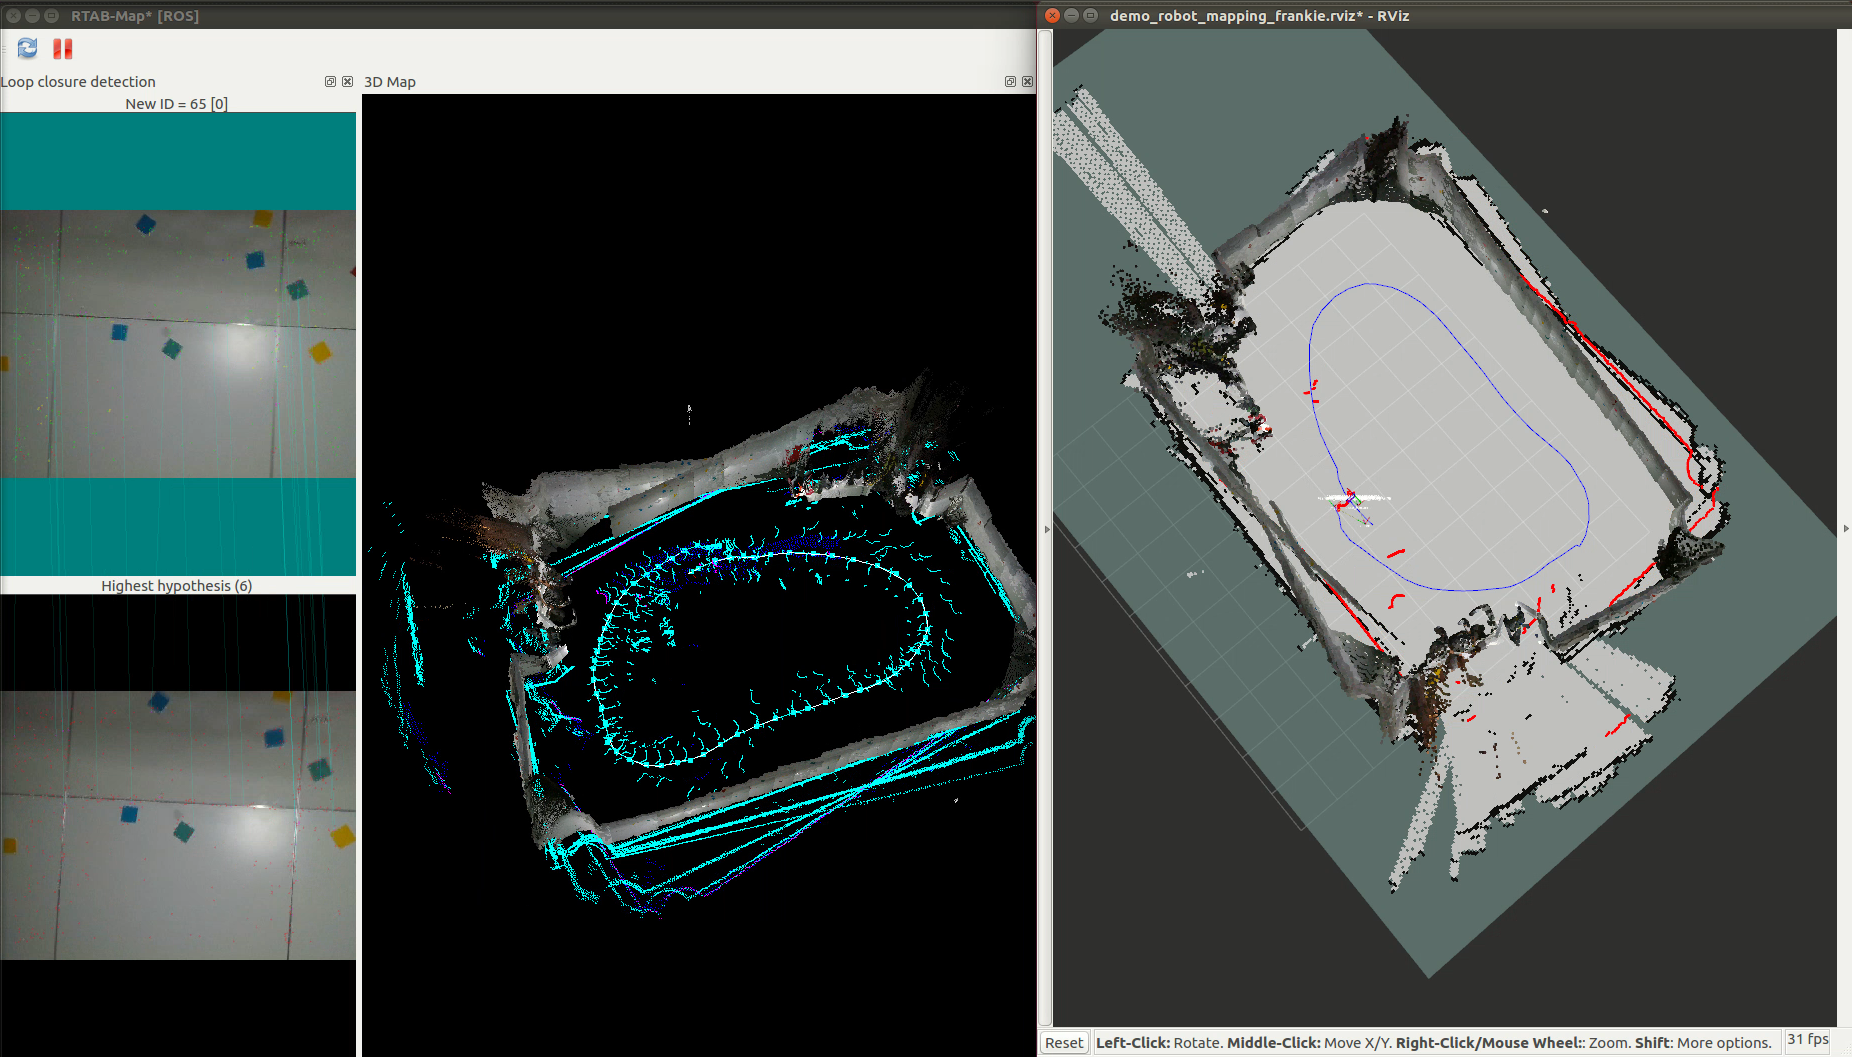 RTAB-Map* [ROS]
demo_robot_mapping_frankie.rviz* - RViz
Loop closure detection
3D Map
New ID = 65 [0]
Highest hypothesis (6)
Reset
Left-Click: Rotate. Middle-Click: Move X/Y. Right-Click/Mouse Wheel:: Zoom. Shift: More options.
31 fps